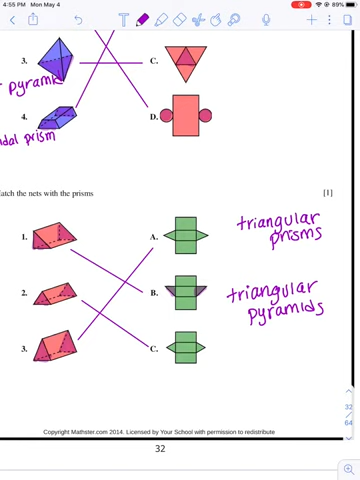 4:55 PM Mon May 4
89%
3.
C.
pyrami
4.
D.
dal prism
Match the nets with the prisms
[1]
triangular
prisms
1.
A.
2.
B.
triangular
pyramids
3.
C.
32
64
Copyright Mathster.com 2014. Licensed by Your School with permission to redistribute
32